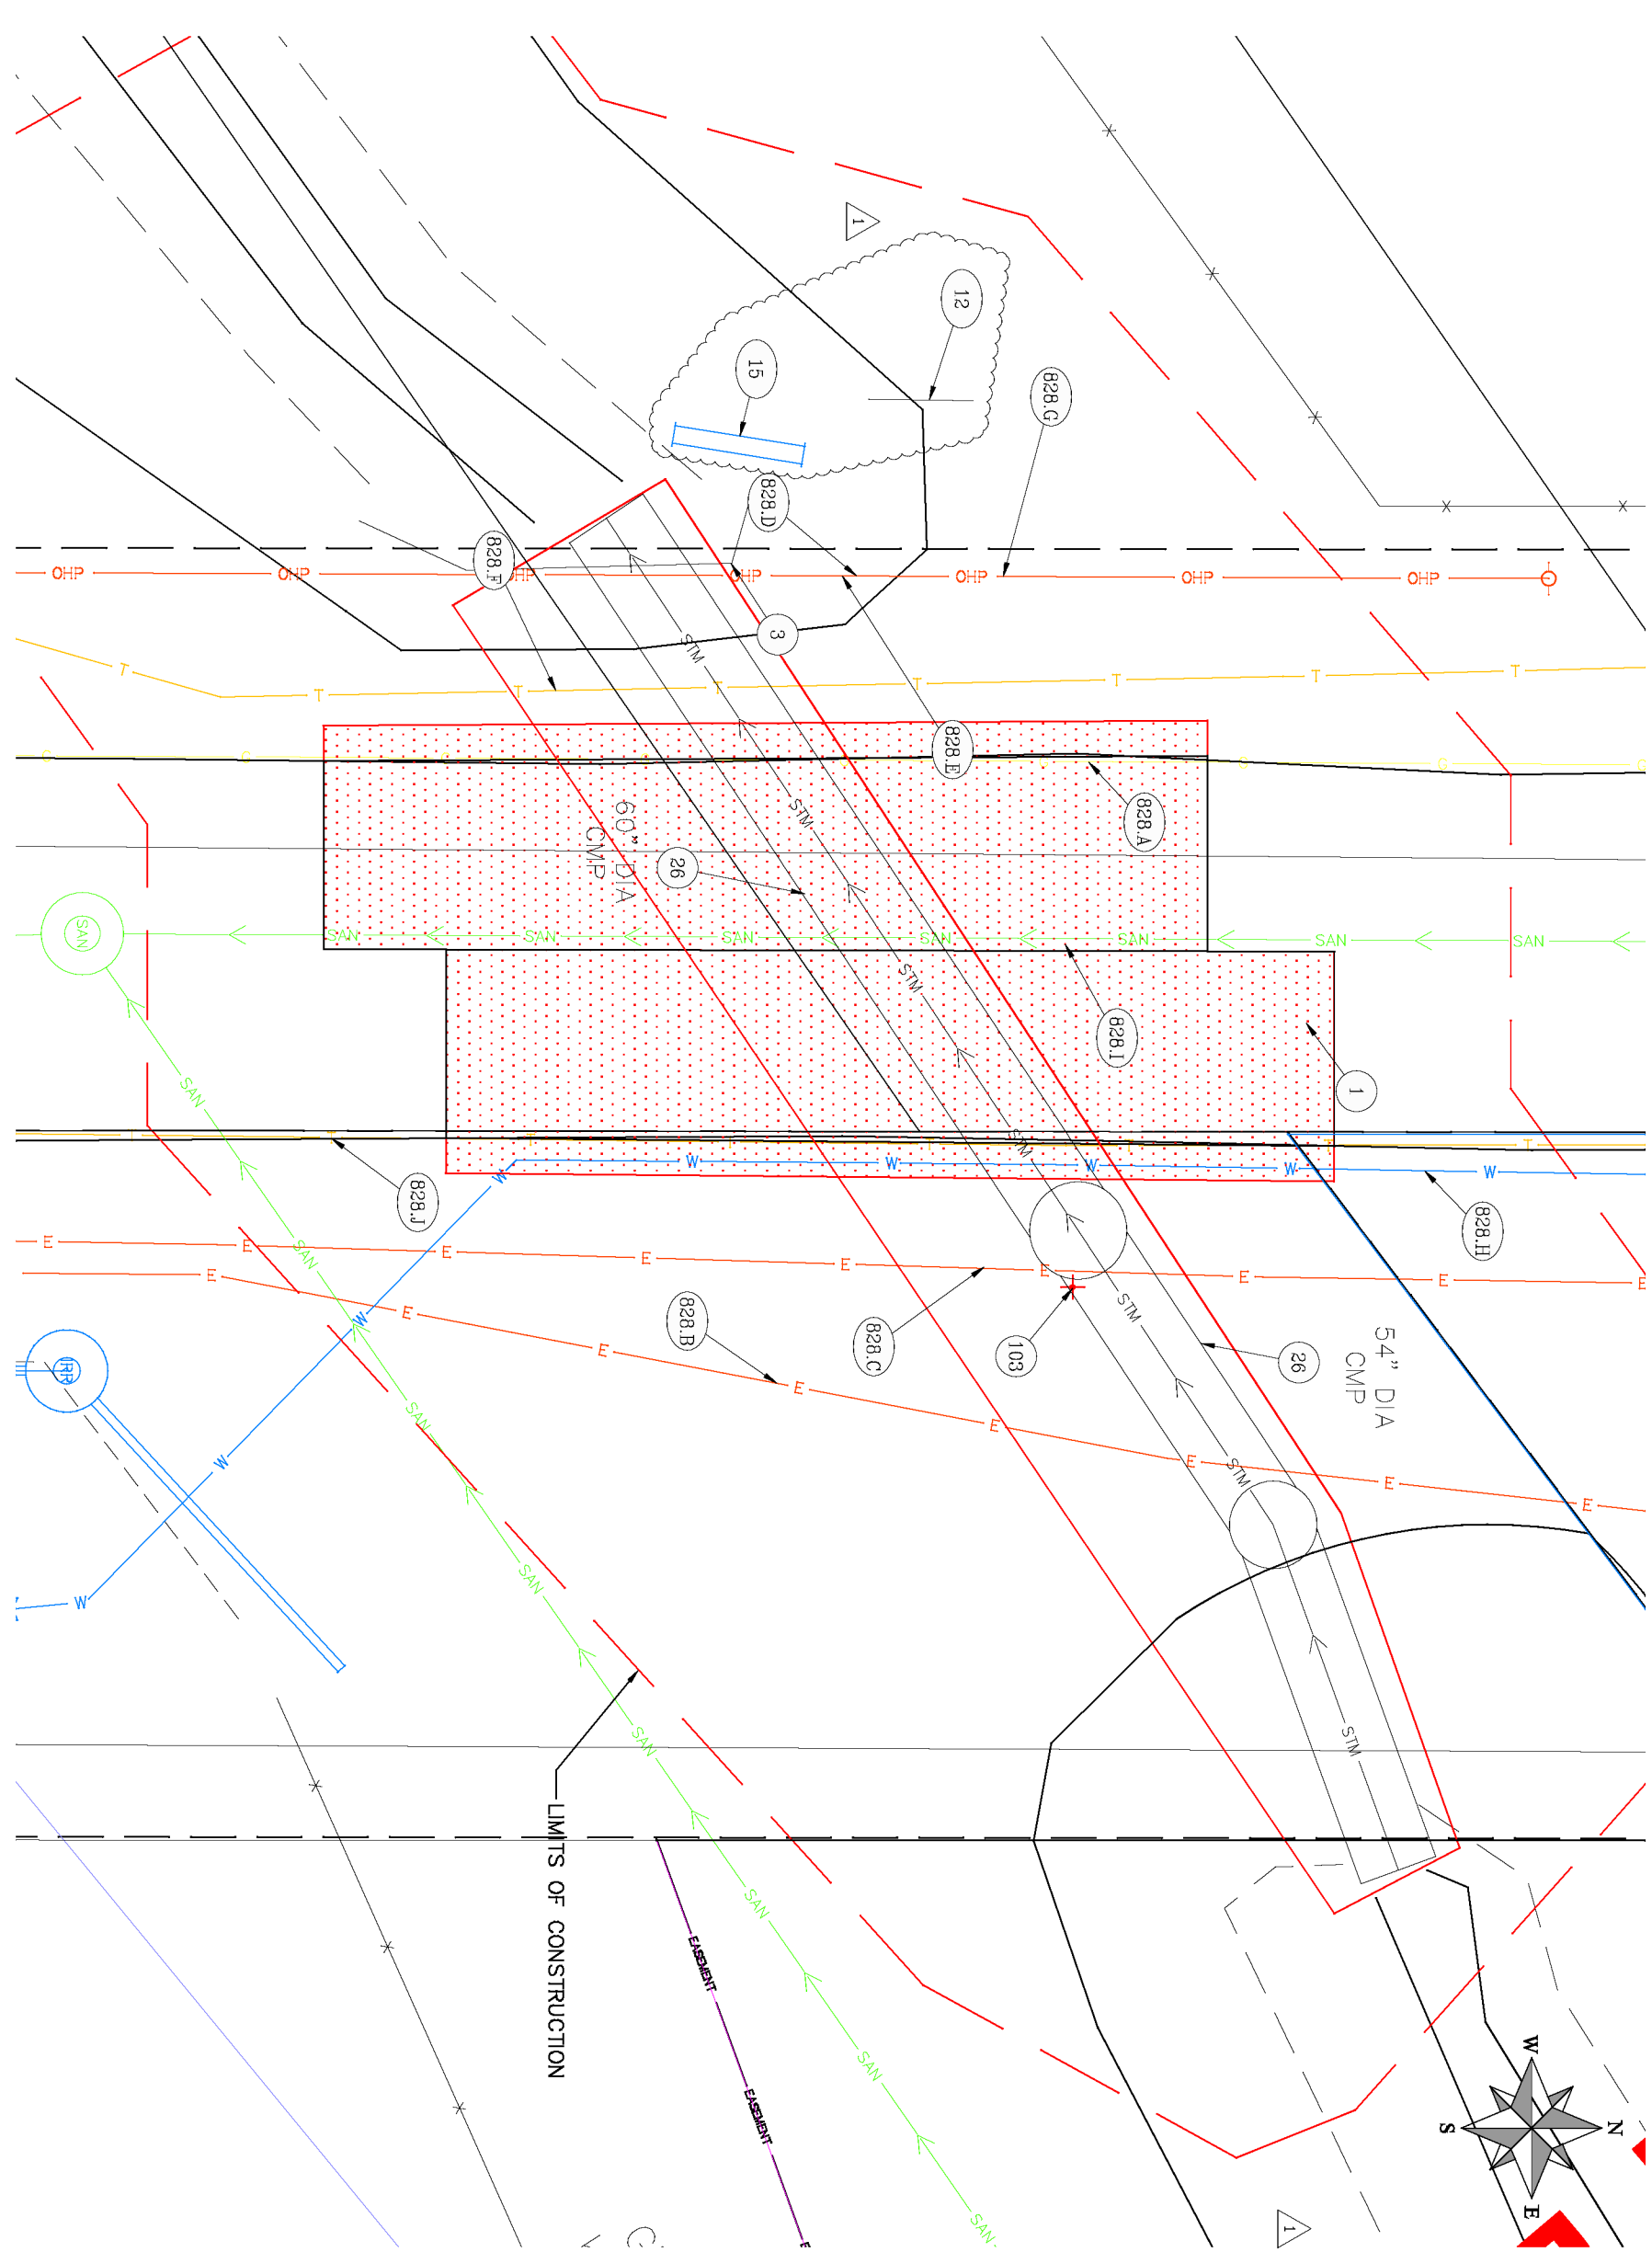 1
12
15
828.G
828.D
828.F
OHP
OHP
HP
OHP
OHP
OHP
OHP
3
STM
T
T
T
T
T
T
T
T
828.E
G
G
G
G
G
G
G
828.A
60" DIA
CMP
26
STM
SAN
SAN
SAN
SAN
SAN
SAN
SAN
SAN
STM
828.I
1
SAN
STM
T
T
T
T
T
T
W
W
W
W
W
W
828.J
828.H
E
E
E
E
E
E
E
E
E
SAN
E
E
E
E
E
E
E
E
828.B
828.C
103
STM
26
54" DIA
CMP
W
IRR
W
W
SAN
STM
SAN
SAN
STM
LIMITS OF CONSTRUCTION
SAN
EASEMENT
EASEMENT
E
SAN
SAN
W
N
S
E
1